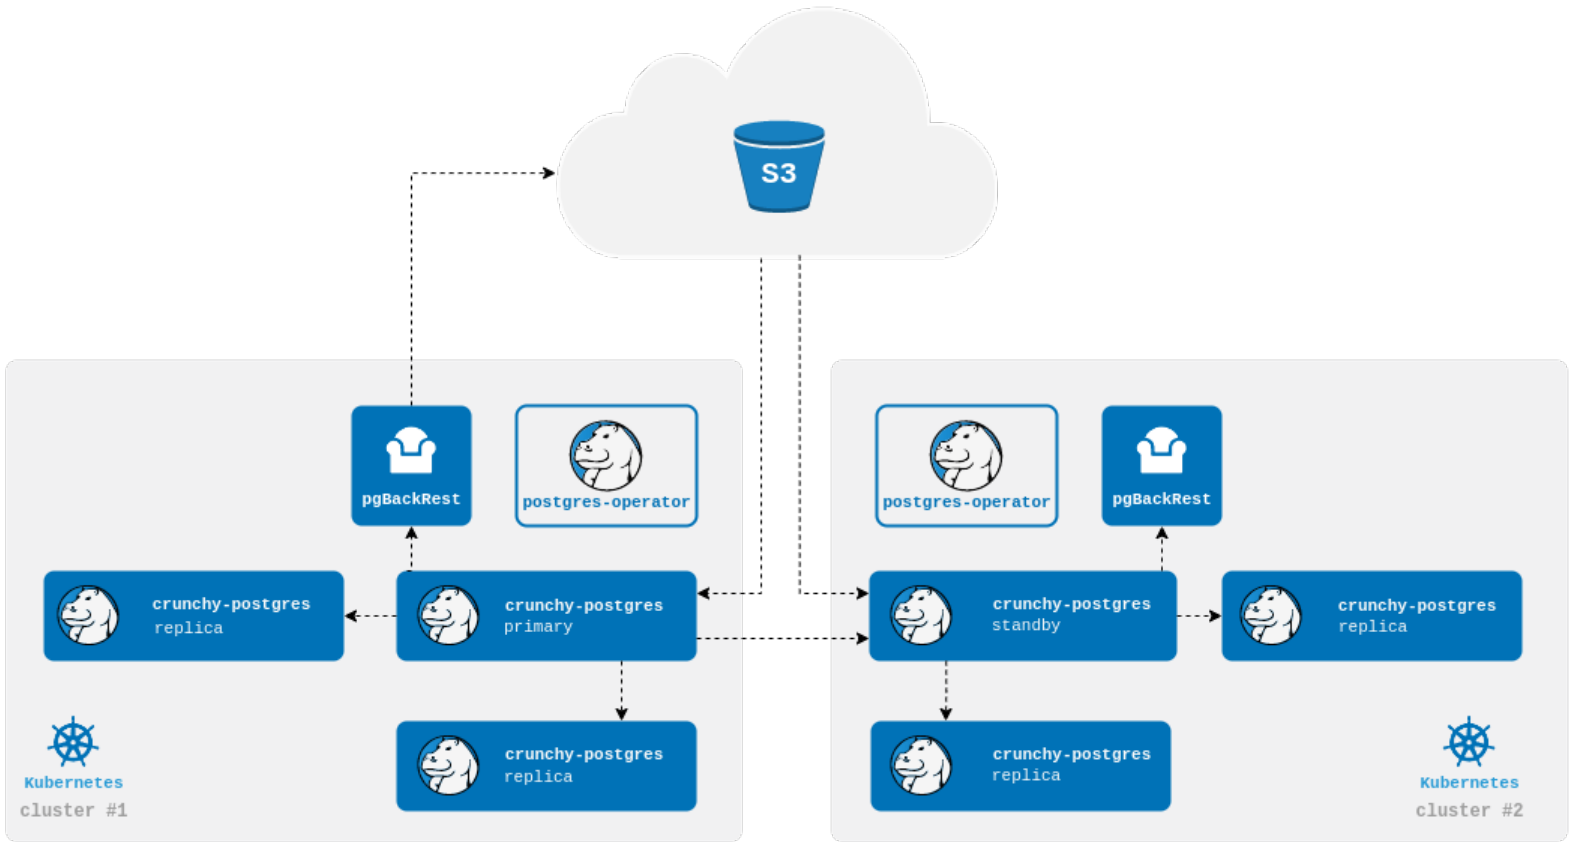 S3
pgBackRest
postgres-operator
crunchy-postgres
replica
crunchy-postgres
primary
crunchy-postgres
replica
Kubernetes
cluster #1
postgres-operator
pgBackRest
crunchy-postgres
standby
crunchy-postgres
replica
crunchy-postgres
replica
Kubernetes
cluster #2